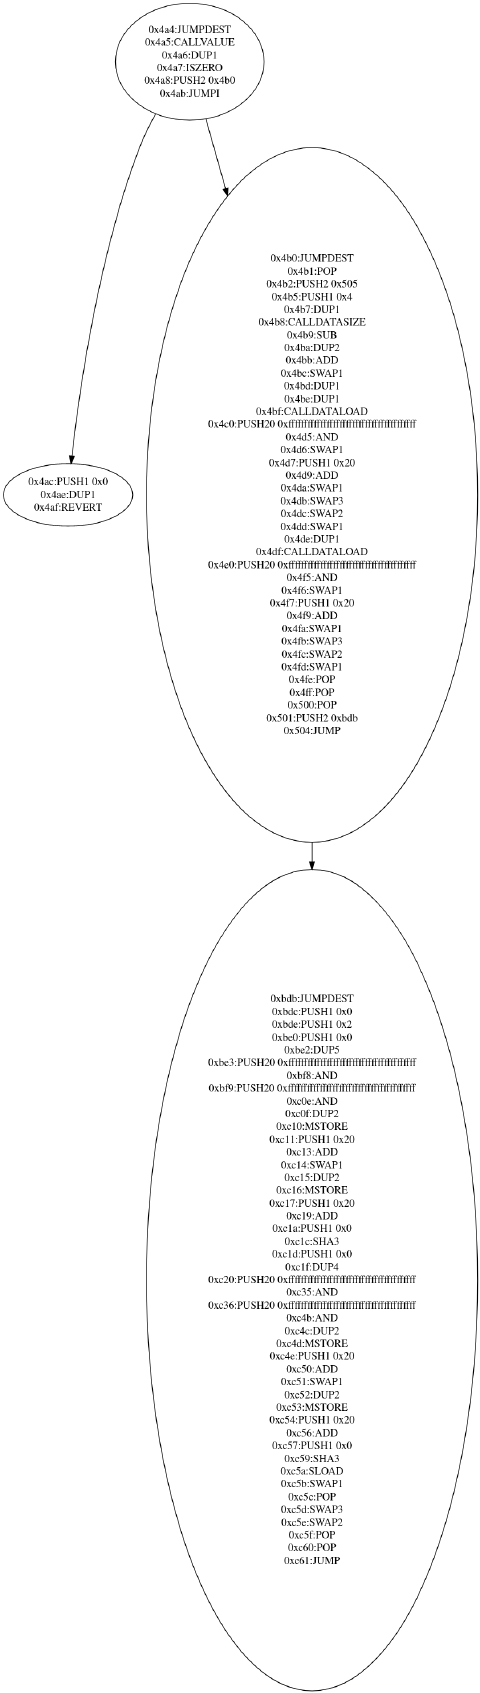 0x4a4:JUMPDEST
0x4a5:CALLVALUE
0x4a6:DUP1
0x4a7:ISZERO
0x4a8:PUSH2 0x4b0
0x4ab:JUMPI
0x4b0:JUMPDEST
0x4b1:POP
0x4b2:PUSH2 0x505
0x4b5:PUSH1 0x4
0x4b7:DUP1
0x4b8:CALLDATASIZE
0x4b9:SUB
0x4ba:DUP2
0x4bb:ADD
0x4bc:SWAP1
0x4bd:DUP1
0x4be:DUP1
0x4bf:CALLDATALOAD
0x4c0:PUSH20 0xffffffffffffffffffffffffffffffffffffffff
0x4d5:AND
0x4d6:SWAP1
0x4d7:PUSH1 0x20
0x4d9:ADD
0x4da:SWAP1
0x4db:SWAP3
0x4dc:SWAP2
0x4dd:SWAP1
0x4de:DUP1
0x4df:CALLDATALOAD
0x4e0:PUSH20 0xffffffffffffffffffffffffffffffffffffffff
0x4f5:AND
0x4f6:SWAP1
0x4f7:PUSH1 0x20
0x4f9:ADD
0x4fa:SWAP1
0x4fb:SWAP3
0x4fc:SWAP2
0x4fd:SWAP1
0x4fe:POP
0x4ff:POP
0x500:POP
0x501:PUSH2 0xbdb
0x504:JUMP
0x4ac:PUSH1 0x0
0x4ae:DUP1
0x4af:REVERT
0xbdb:JUMPDEST
0xbdc:PUSH1 0x0
0xbde:PUSH1 0x2
0xbe0:PUSH1 0x0
0xbe2:DUP5
0xbe3:PUSH20 0xffffffffffffffffffffffffffffffffffffffff
0xbf8:AND
0xbf9:PUSH20 0xffffffffffffffffffffffffffffffffffffffff
0xc0e:AND
0xc0f:DUP2
0xc10:MSTORE
0xc11:PUSH1 0x20
0xc13:ADD
0xc14:SWAP1
0xc15:DUP2
0xc16:MSTORE
0xc17:PUSH1 0x20
0xc19:ADD
0xc1a:PUSH1 0x0
0xc1c:SHA3
0xc1d:PUSH1 0x0
0xc1f:DUP4
0xc20:PUSH20 0xffffffffffffffffffffffffffffffffffffffff
0xc35:AND
0xc36:PUSH20 0xffffffffffffffffffffffffffffffffffffffff
0xc4b:AND
0xc4c:DUP2
0xc4d:MSTORE
0xc4e:PUSH1 0x20
0xc50:ADD
0xc51:SWAP1
0xc52:DUP2
0xc53:MSTORE
0xc54:PUSH1 0x20
0xc56:ADD
0xc57:PUSH1 0x0
0xc59:SHA3
0xc5a:SLOAD
0xc5b:SWAP1
0xc5c:POP
0xc5d:SWAP3
0xc5e:SWAP2
0xc5f:POP
0xc60:POP
0xc61:JUMP